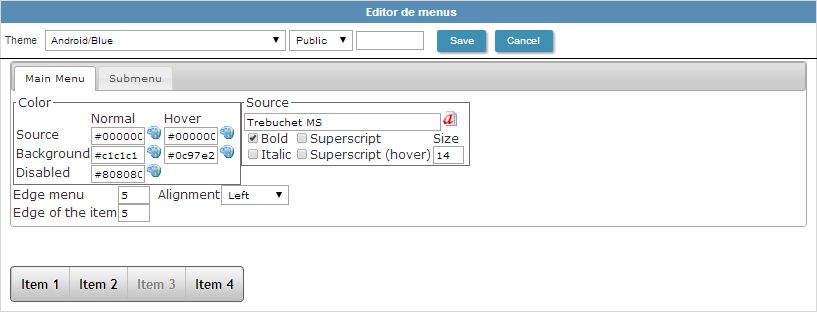 Editor de menus
Theme Android/Blue Public Save Cancel
Main Menu Submenu
Color Source
Normal Hover Trebuchet MS
Source #000000 #000000 Bold Superscript Size
Background #c1c1c1 #0c97e2 Italic Superscript (hover) 14
Disabled #808080
Edge menu 5 Alignment Left
Edge of the item 5
Item 1 Item 2 Item 3 Item 4